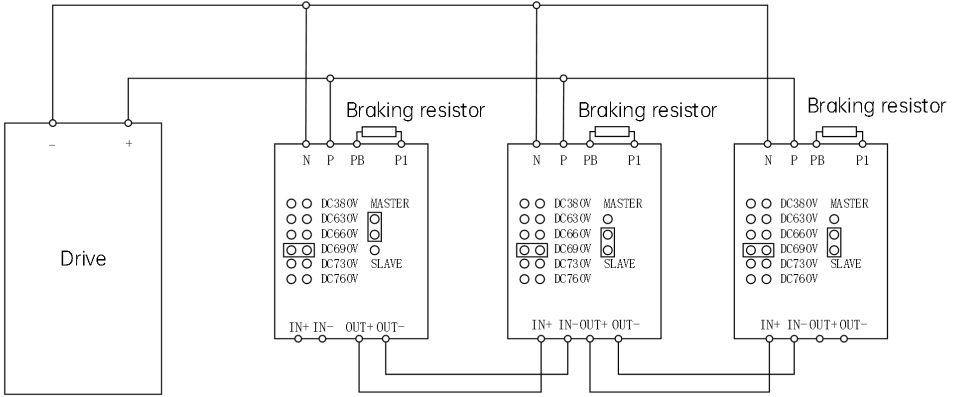 Braking resistor
Braking resistor
Braking resistor
- +
N P PB P1
N P PB P1
N P PB P1
Drive
DC380V MASTER
DC630V
DC660V
DC690V
DC730V SLAVE
DC760V
IN+ IN- OUT+ OUT-
DC380V MASTER
DC630V
DC660V
DC690V
DC730V SLAVE
DC760V
IN+ IN-OUT+ OUT-
DC380V MASTER
DC630V
DC660V
DC690V
DC730V SLAVE
DC760V
IN+ IN-OUT+OUT-